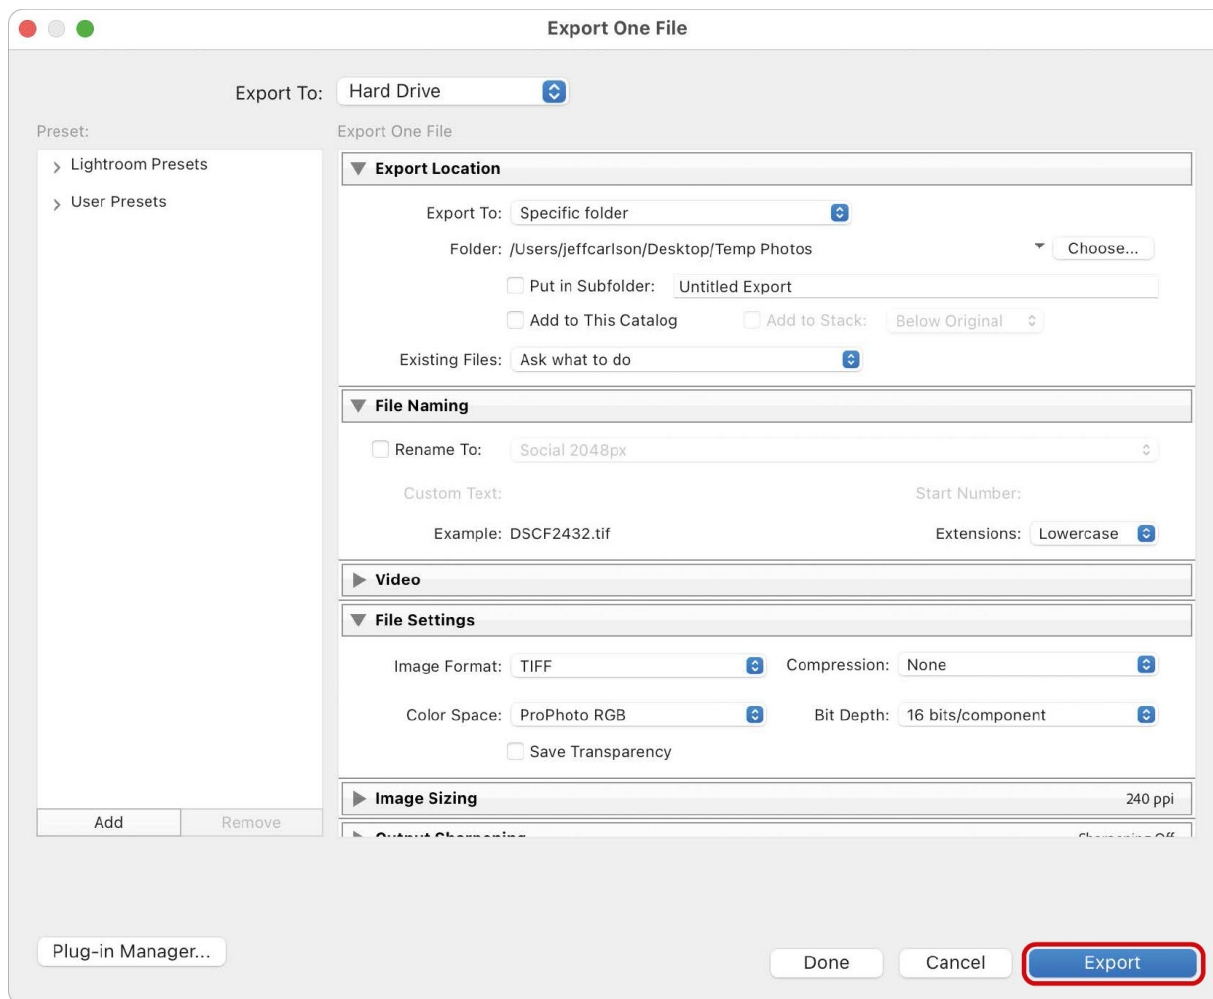 Export One File
Export To: Hard Drive
Preset:
Lightroom Presets
User Presets
Add Remove
Export One File
Export Location
Export To: Specific folder
Folder: /Users/jeffcarlson/Desktop/Temp Photos Choose...
Put in Subfolder: Untitled Export
Add to This Catalog Add to Stack: Below Original
Existing Files: Ask what to do
File Naming
Rename To: Social 2048px
Custom Text: Start Number:
Example: DSCF2432.tif Extensions: Lowercase
Video
File Settings
Image Format: TIFF Compression: None
Color Space: ProPhoto RGB Bit Depth: 16 bits/component
Save Transparency
Image Sizing 240 ppi
Output Sharpening Sharpening Off
Plug-in Manager... Done Cancel Export